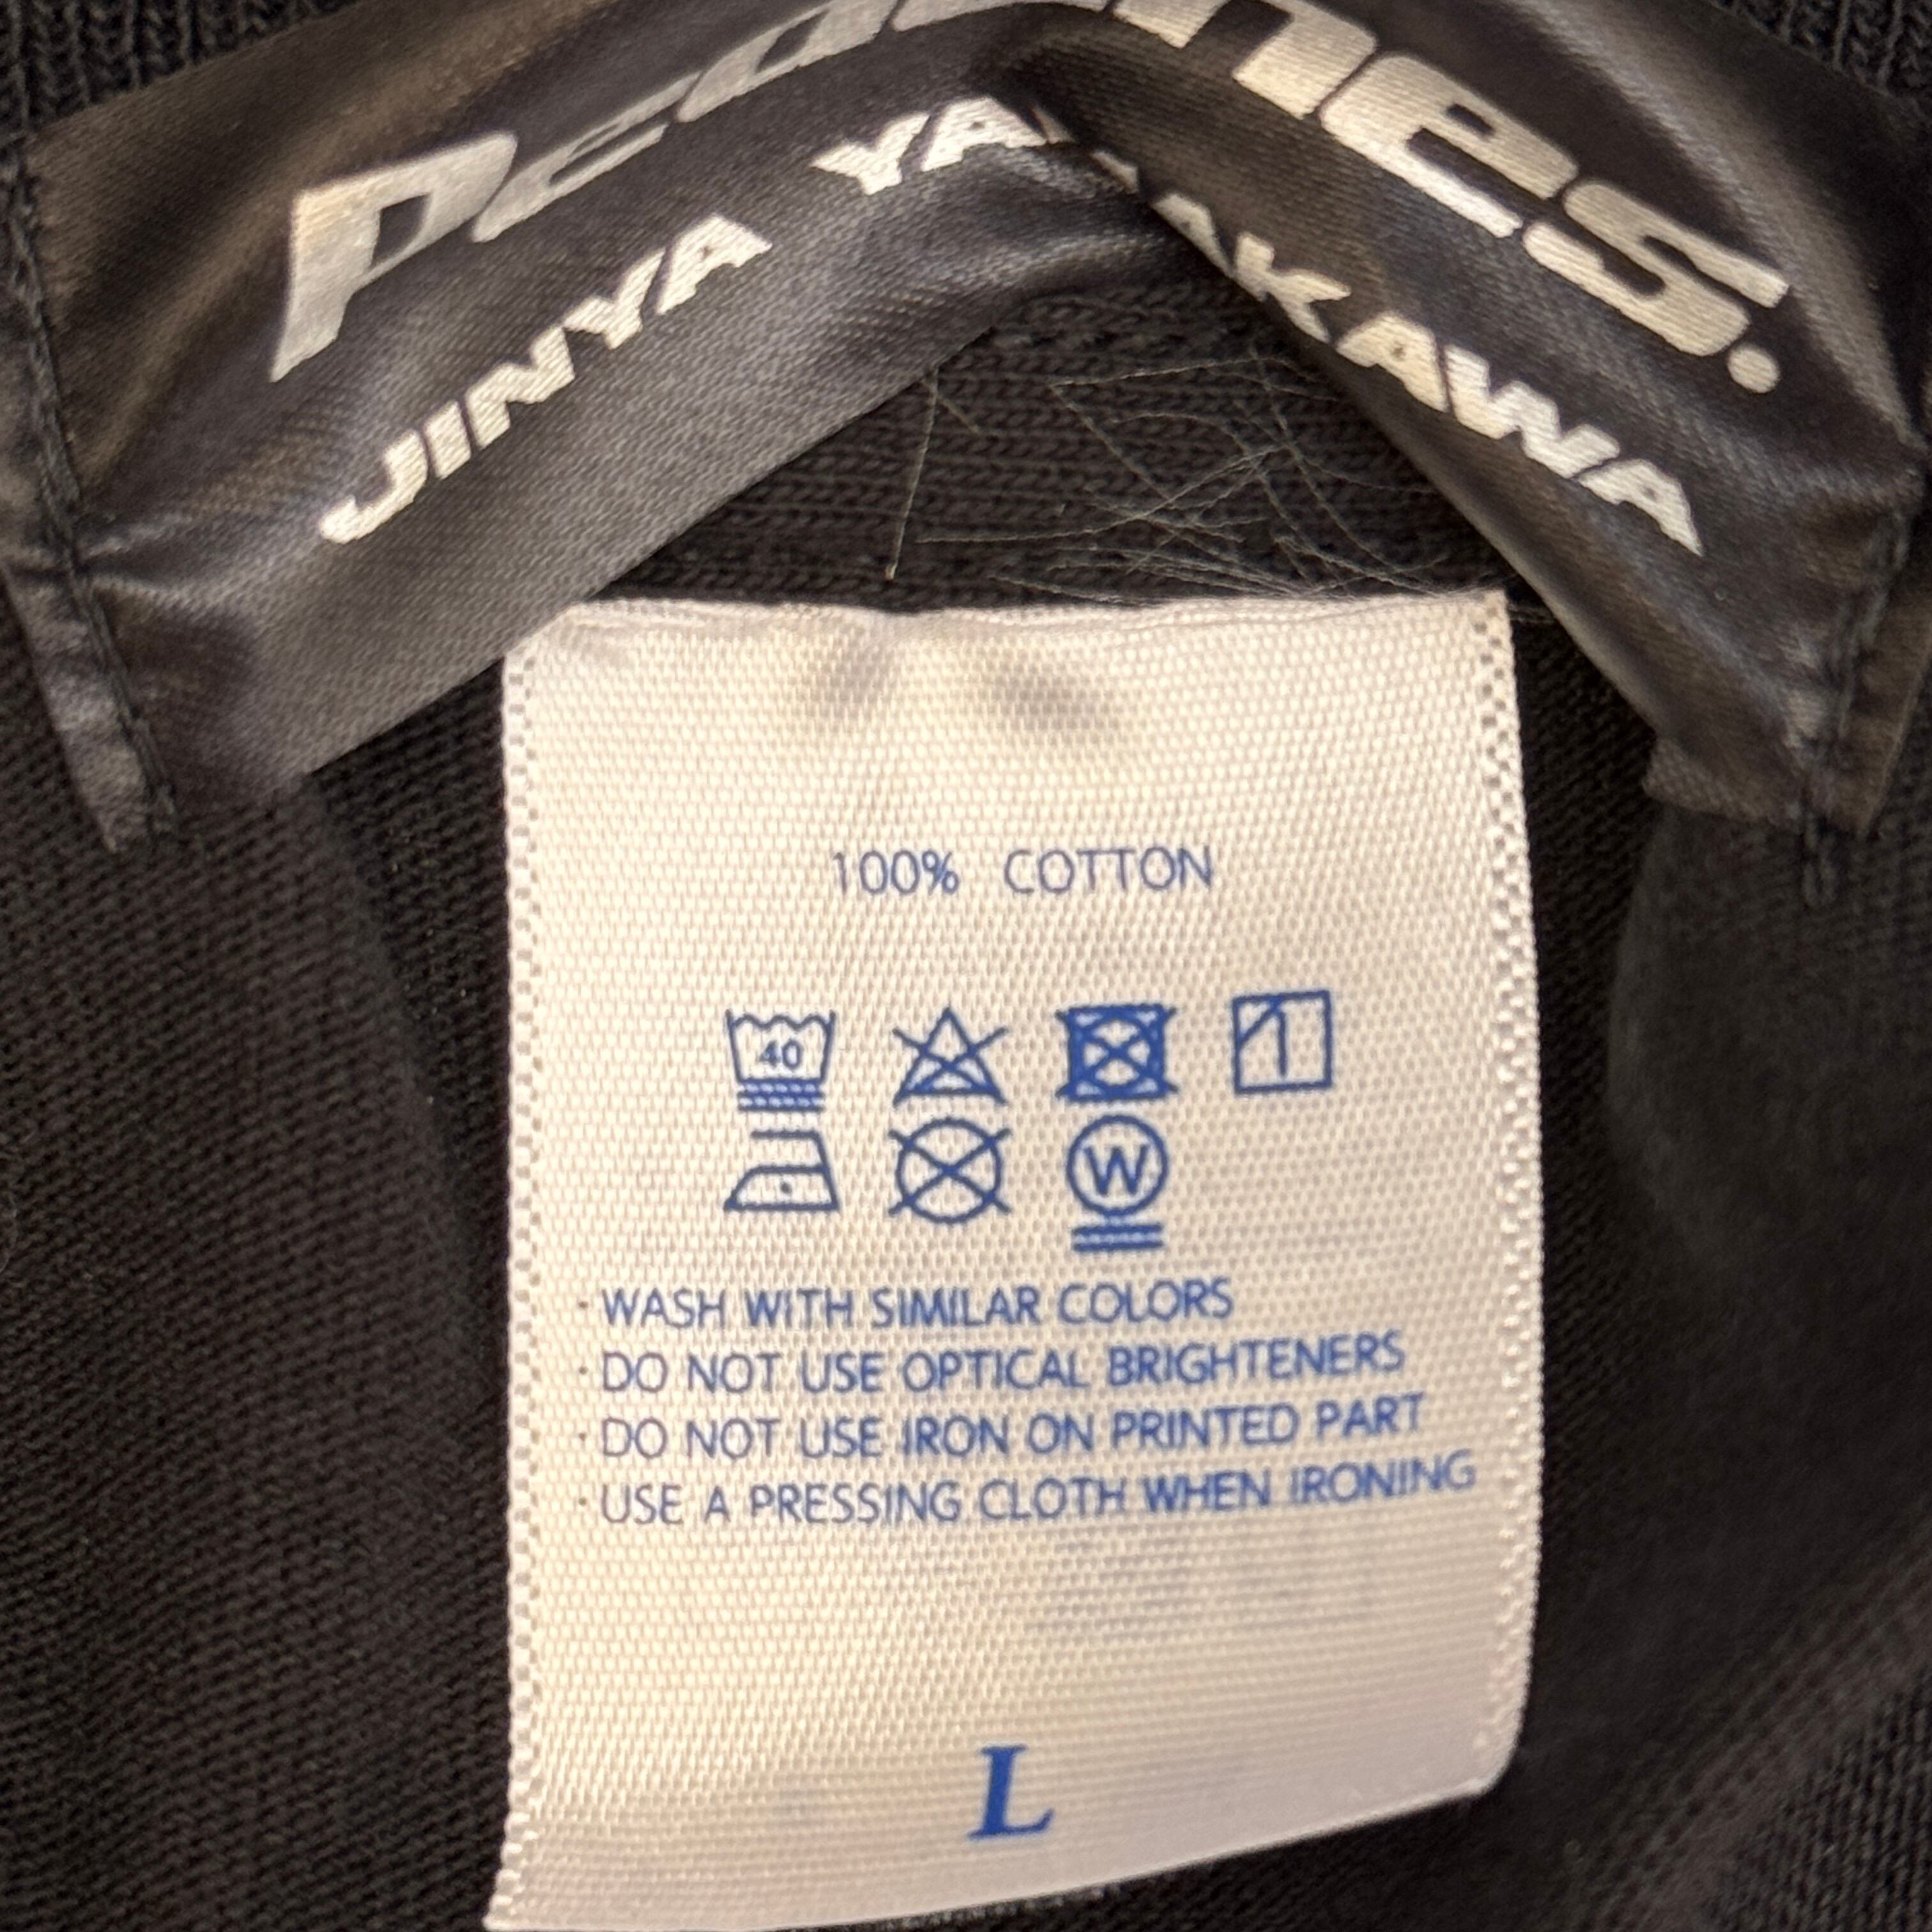 JINYA YAMAKAWA
100% COTTON
40
W
· WASH WITH SIMILAR COLORS
· DO NOT USE OPTICAL BRIGHTENERS
· DO NOT USE IRON ON PRINTED PART
· USE A PRESSING CLOTH WHEN IRONING
L